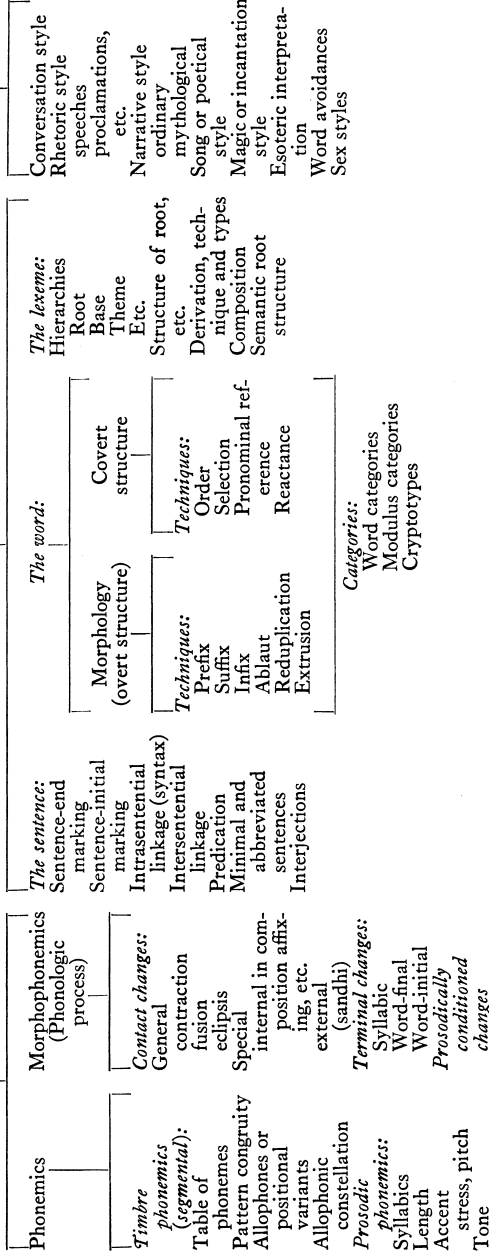 Phonemics
Timbre
phonemics
(segmental):
Table of
phonemes
Pattern congruity
Allophones or
positional
variants
Allophonic
constellation
Prosodic
phonemics:
Syllabics
Length
Accent
stress, pitch
Tone
Morphophonemics
(Phonologic
process)
Contact changes:
General
contraction
fusion
eclipsis
Special
internal in com-
position affix-
ing, etc.
external
(sandhi)
Terminal changes:
Syllabic
Word-final
Word-initial
Prosodically
conditioned
changes
The sentence:
Sentence-end
marking
Sentence-initial
marking
Intrasentential
linkage (syntax)
Intersentential
linkage
Predication
Minimal and
abbreviated
sentences
Interjections
The word:
Morphology
(overt structure)
Techniques:
Prefix
Suffix
Infix
Ablaut
Reduplication
Extrusion
Covert
structure
Techniques:
Order
Selection
Pronominal ref-
erence
Reactance
Categories:
Word categories
Modulus categories
Cryptotypes
The lexeme:
Hierarchies
Root
Base
Theme
Etc.
Structure of root,
etc.
Derivation, tech-
nique and types
Composition
Semantic root
structure
Conversation style
Rhetoric style
speeches
proclamations,
etc.
Narrative style
ordinary
mythological
Song or poetical
style
Magic or incantation
style
Esoteric interpreta-
tion
Word avoidances
Sex styles